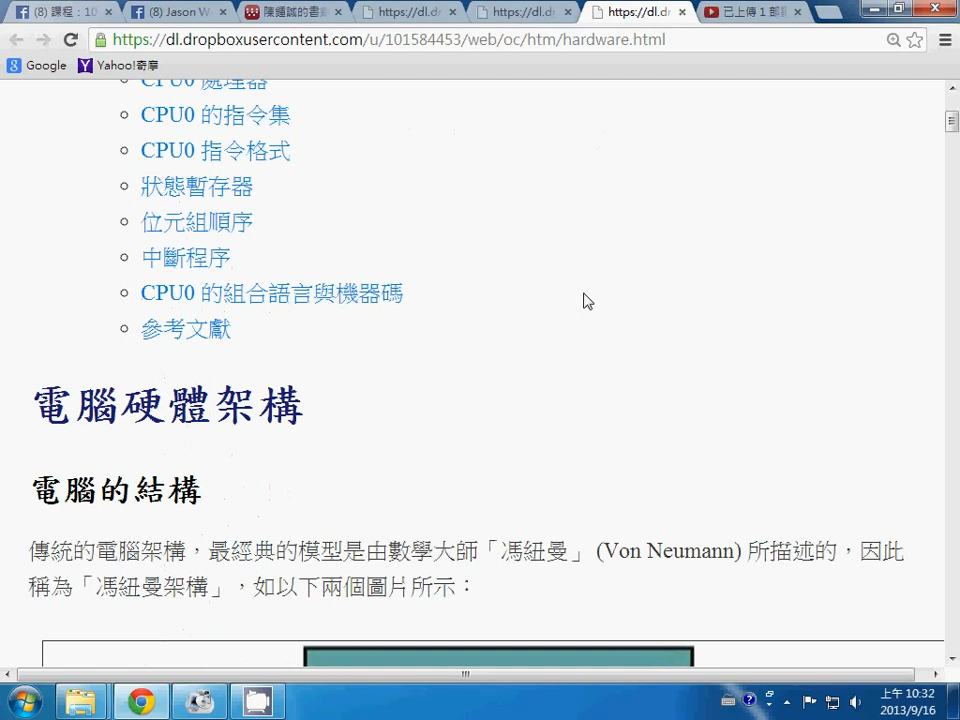 (8) 課程：10
(8) Jason W
陳鍾誠的書
https://dl.dr
https://dl.dr
https://dl.dr
已上傳 1 部
https://dl.dropboxusercontent.com/u/101584453/web/oc/htm/hardware.html
Google
Yahoo!奇摩
CPU0 處理器
CPU0 的指令集
CPU0 指令格式
狀態暫存器
位元組順序
中斷程序
CPU0 的組合語言與機器碼
參考文獻
電腦硬體架構
電腦的結構
傳統的電腦架構，最經典的模型是由數學大師「馮紐曼」 (Von Neumann) 所描述的，因此
稱為「馮紐曼架構」，如以下兩個圖片所示：
上午 10:32
2013/9/16